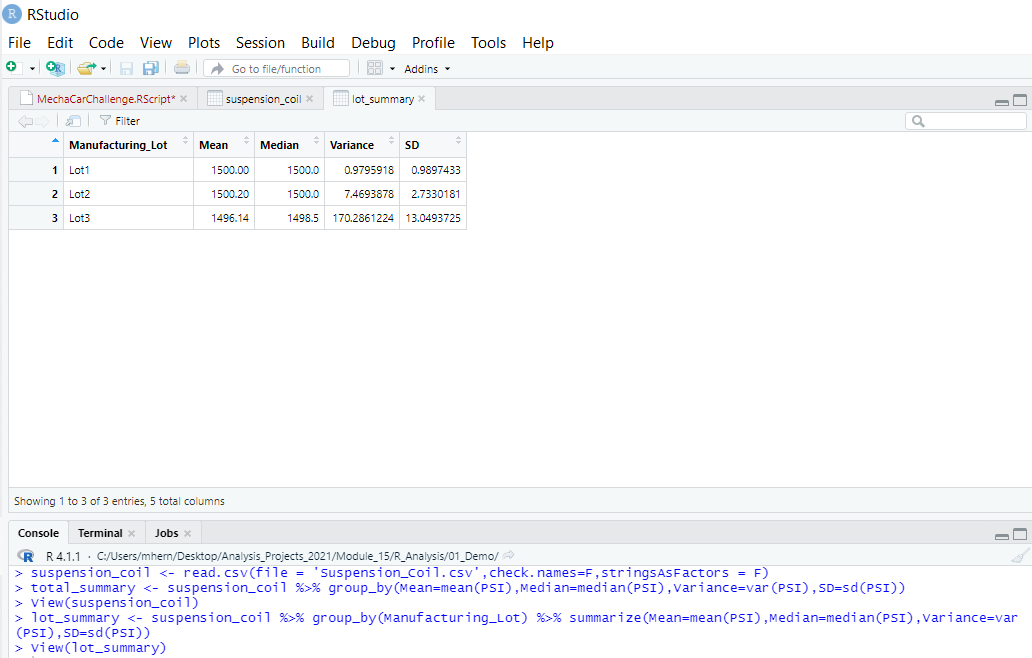 RStudio
File Edit Code View Plots Session Build Debug Profile Tools Help
Go to file/function Addins
MechaCarChallenge.RScript* suspension_coil lot_summary
Filter
Manufacturing_Lot Mean Median Variance SD
1 Lot1 1500.00 1500.0 0.9795918 0.9897433
2 Lot2 1500.20 1500.0 7.4693878 2.7330181
3 Lot3 1496.14 1498.5 170.2861224 13.0493725
Showing 1 to 3 of 3 entries, 5 total columns
Console Terminal Jobs
R 4.1.1 · C:/Users/mhern/Desktop/Analysis_Projects_2021/Module_15/R_Analysis/01_Demo/
> suspension_coil <- read.csv(file = 'Suspension_Coil.csv',check.names=F,stringsAsFactors = F)
> total_summary <- suspension_coil %>% group_by(Mean=mean(PSI),Median=median(PSI),Variance=var(PSI),SD=sd(PSI))
> View(suspension_coil)
> lot_summary <- suspension_coil %>% group_by(Manufacturing_Lot) %>% summarize(Mean=mean(PSI),Median=median(PSI),Variance=var
(PSI),SD=sd(PSI))
> View(lot_summary)